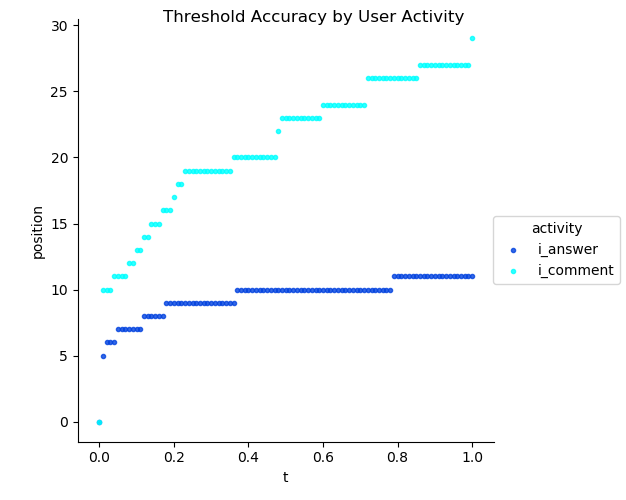 Threshold Accuracy by User Activity
30
25
20
15
10
5
0
position
0.0 0.2 0.4 0.6 0.8 1.0
t
activity
i_answer
i_comment